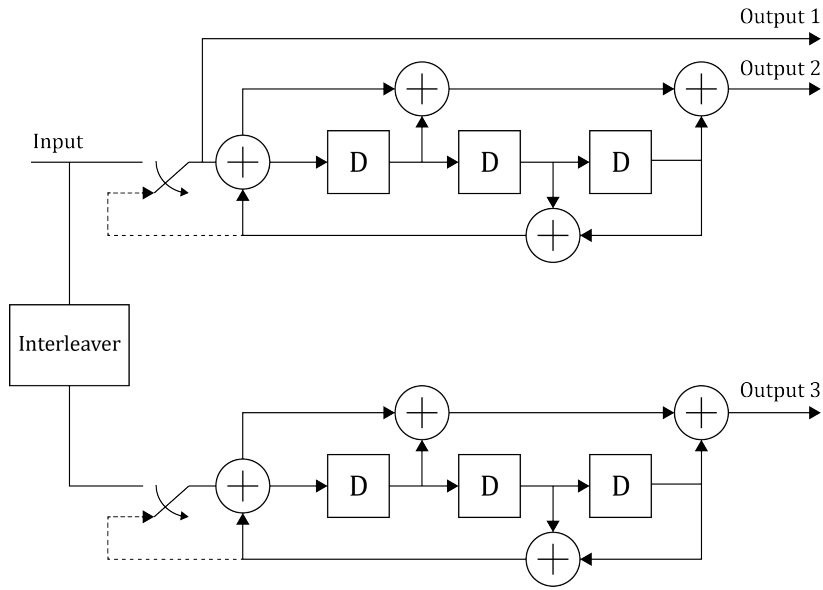 Output 1
Output 2
Input
D D D
Interleaver
Output 3
D D D